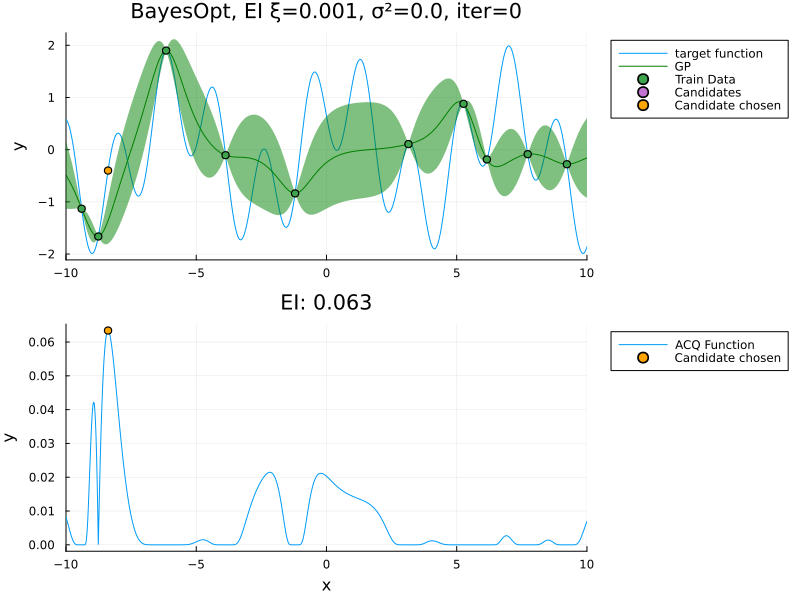 BayesOpt, EI ξ=0.001, σ²=0.0, iter=0
y
2
1
0
−1
−2
−10
−5
0
5
10
target function
GP
Train Data
Candidates
Candidate chosen
EI: 0.063
y
0.06
0.05
0.04
0.03
0.02
0.01
0.00
−10
−5
0
5
10
x
ACQ Function
Candidate chosen